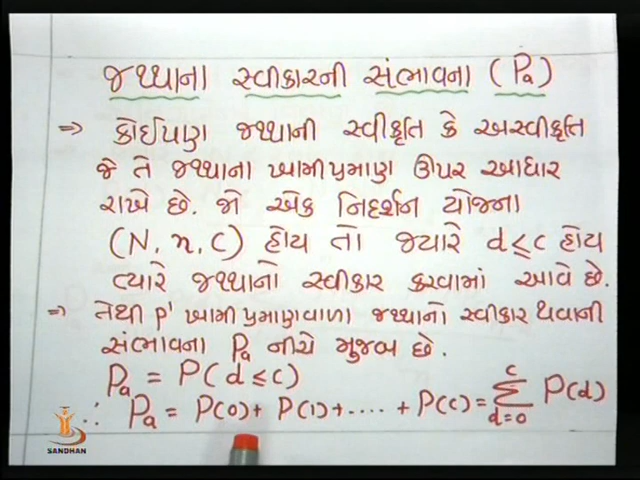 જથ્થાના સ્વીકારની સંભાવના (Pa)
⇒ કોઈપણ જથ્થાની સ્વીકૃતિ કે અસ્વીકૃતિ
જે તે જથ્થાના ખામીપ્રમાણ ઊપર આધાર
રાખે છે. જો એક નિદર્શન યોજના
(N, n, C) હોય તો જ્યારે d ≤ c હોય
ત્યારે જથ્થાનો સ્વીકાર કરવામાં આવે છે.
⇒ તેથી P' ખામીપ્રમાણવાળા જથ્થાનો સ્વીકાર થવાની
સંભાવના Pa નીચે મુજબ છે.
Pa = P(d ≤ c)
∴ Pa = P(0) + P(1) + .... + P(c) = Σ_{d=0}^{c} P(d)
SANDHAN